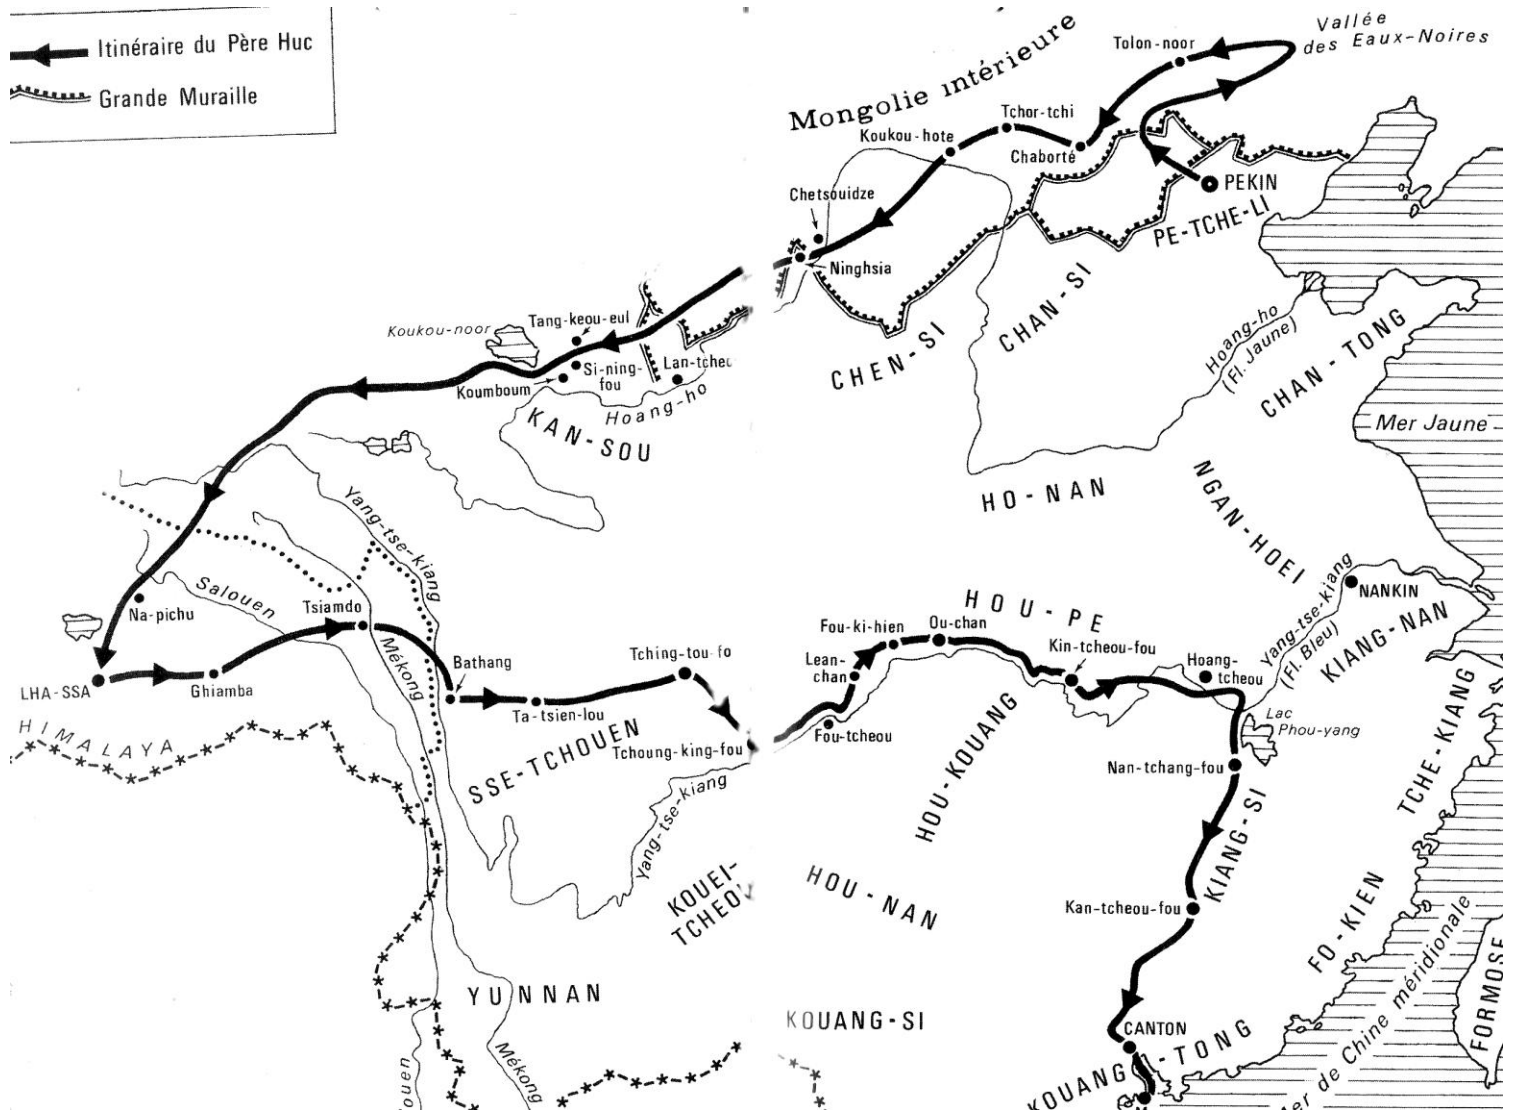 Itinéraire du Père Huc
Grande Muraille
Mongolie intérieure
Vallée
des Eaux-Noires
Tolon-noor
Tchor-tchi
Koukou-hote
Chaborté
Chetsouidze
PEKIN
PE-TCHE-LI
Ninghsia
CHEN-SI
CHAN-SI
Hoang-ho
(Fl. Jaune)
CHAN-TONG
Mer Jaune
Koukou-noor
Tang-keou-eul
Si-ning-
fou
Koumboum
Lan-tcheo
Hoang-ho
KAN-SOU
HO-NAN
NGAN-HOEI
Yang-tse-kiang
Salouen
Na-pichu
Tsiamdo
Mékong
LHA-SSA
Ghiamba
Bathang
Ta-tsien-lou
Tching-tou-fo
HIMALAYA
SSE-TCHOUEN
Tchoung-king-fou
Yang-tse-kiang
HOU-PE
Fou-ki-hien
Ou-chan
Kin-tcheou-fou
Lean-
chan
Fou-tcheou
Hoang-
tcheou
Yang-tse-kiang
(Fl. Bleu)
NANKIN
KIANG-NAN
Lac
Phou-yang
Nan-tchang-fou
HOU-KOUANG
KIANG-SI
TCHE-KIANG
KOUEI-
TCHEOU
HOU-NAN
Kan-tcheou-fou
FO-KIEN
YUNNAN
KOUANG-SI
CANTON
KOUANG-TONG
Mer de Chine méridionale
FORMOSE
ouen
Mékong